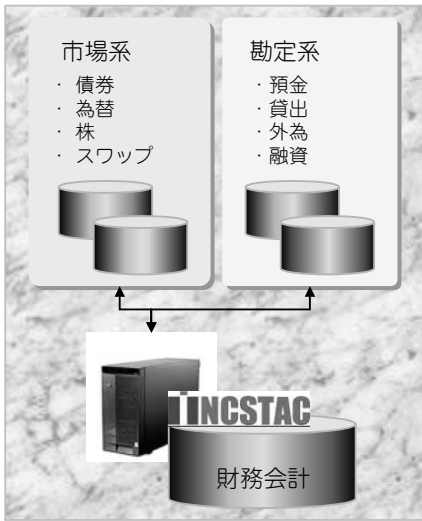 市場系
・ 債券
・ 為替
・ 株
・ スワップ
勘定系
・預金
・貸出
・外為
・融資
INCSTAC
財務会計